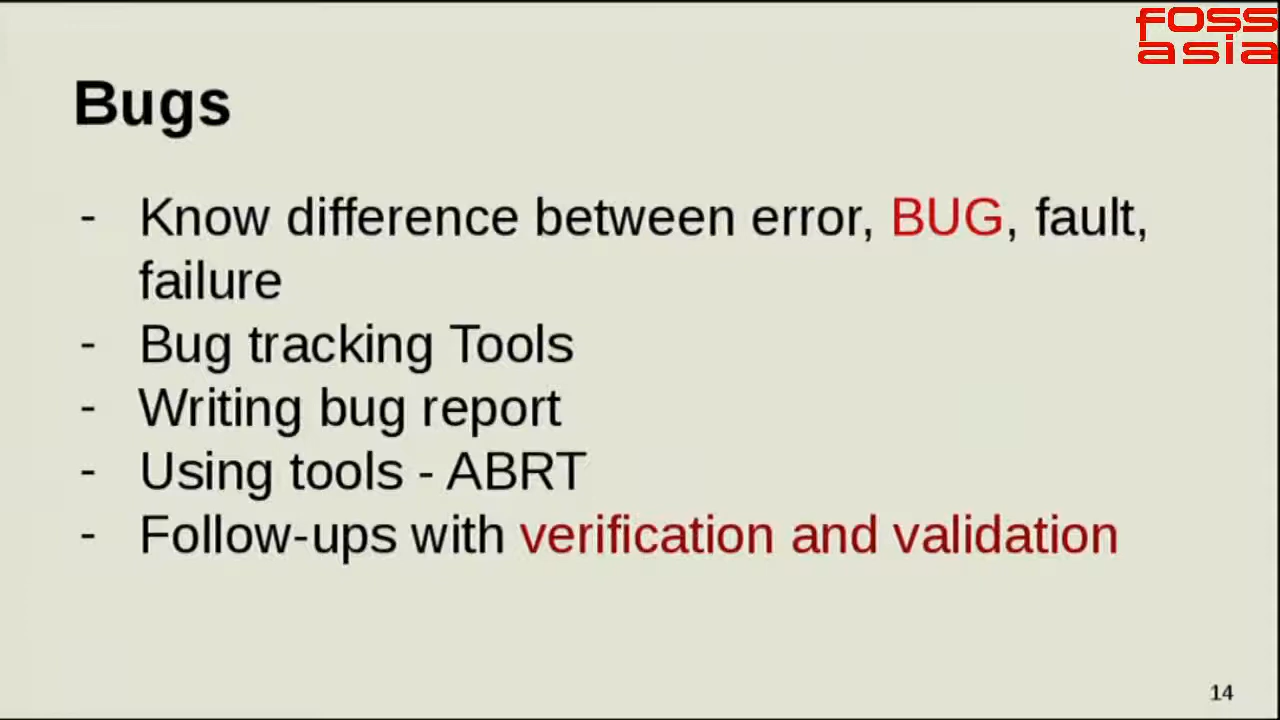 foss
asia
Bugs
- Know difference between error, BUG, fault,
failure
- Bug tracking Tools
- Writing bug report
- Using tools - ABRT
- Follow-ups with verification and validation
14